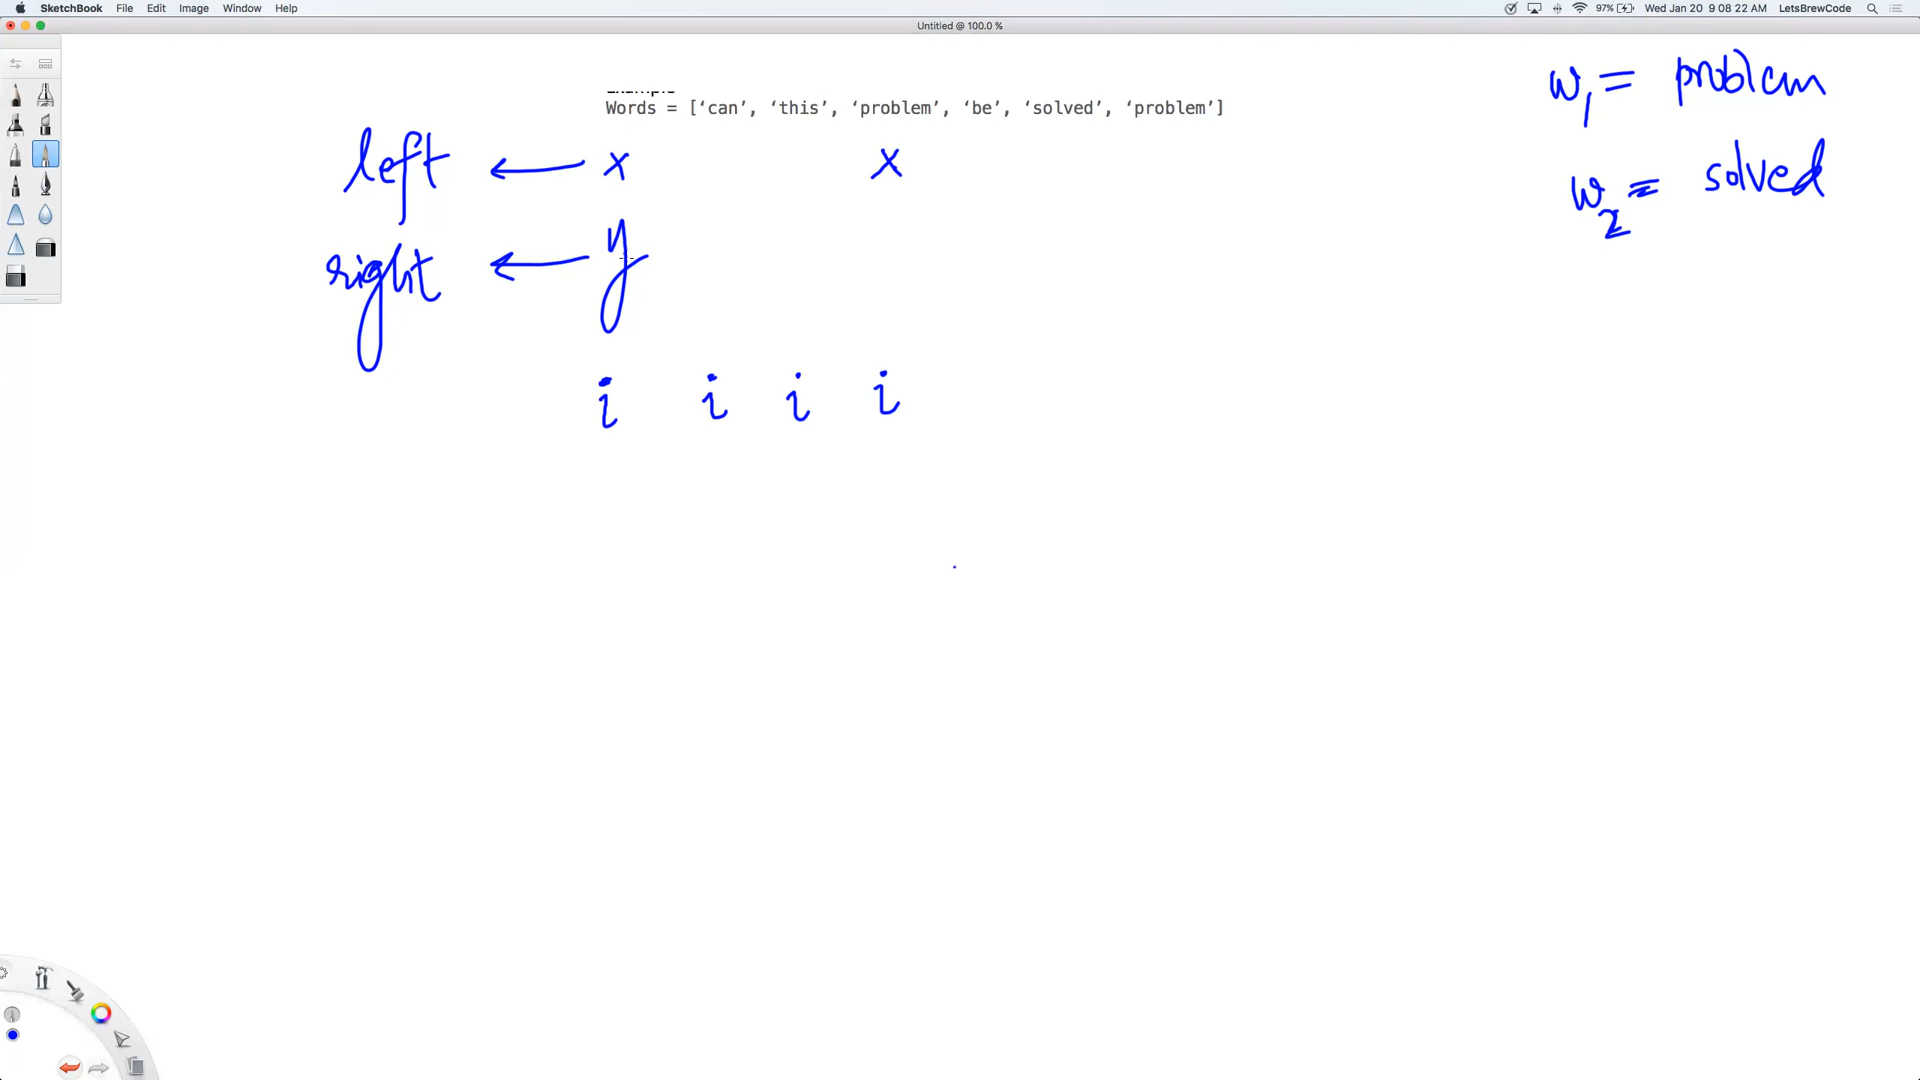 SketchBook File Edit Image Window Help 97% Wed Jan 20 9 08 22 AM LetsBrewCode
Untitled @ 100.0 %
Words = [‘can’, ‘this’, ‘problem’, ‘be’, ‘solved’, ‘problem’]
w1 = problem
left ← x x
w2 = solved
right ← y
i i i i